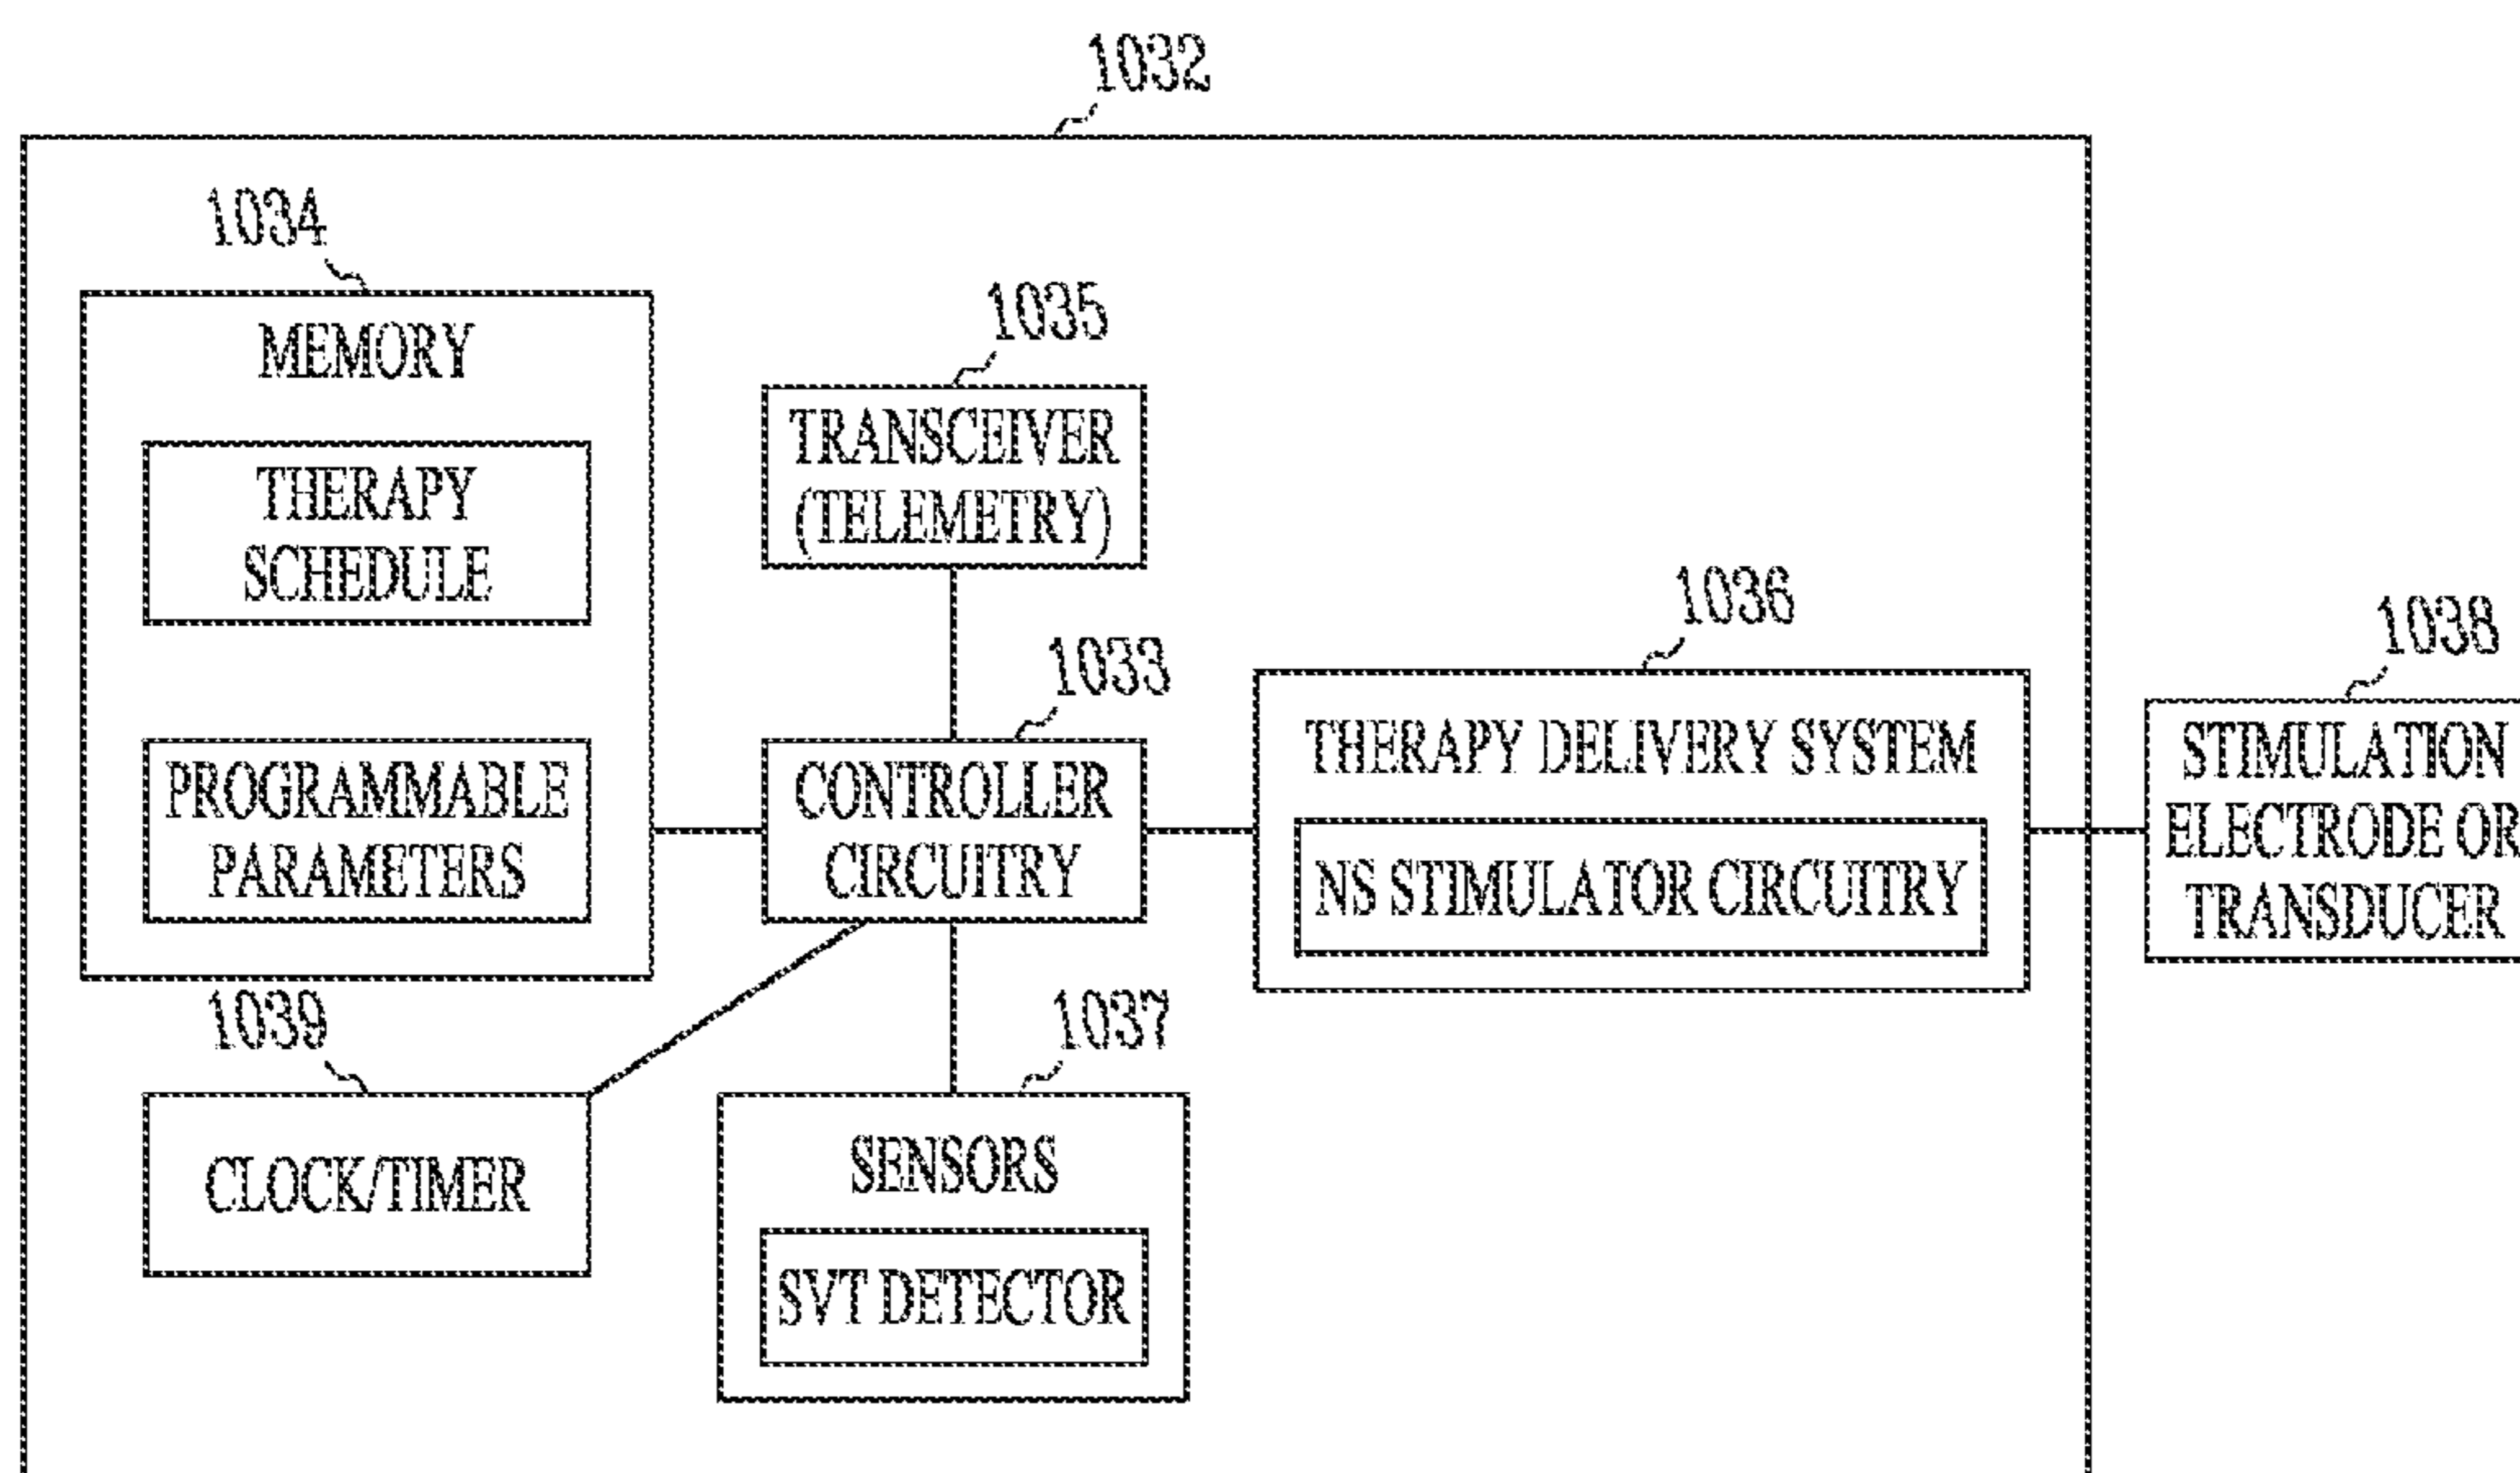 1032
1034
MEMORY
THERAPY
SCHEDULE
PROGRAMMABLE
PARAMETERS
1035
TRANSCEIVER
(TELEMETRY)
1033
CONTROLLER
CIRCUITRY
1036
THERAPY DELIVERY SYSTEM
NS STIMULATOR CIRCUITRY
1038
STIMULATION
ELECTRODE OR
TRANSDUCER
1039
CLOCK/TIMER
1037
SENSORS
SVT DETECTOR